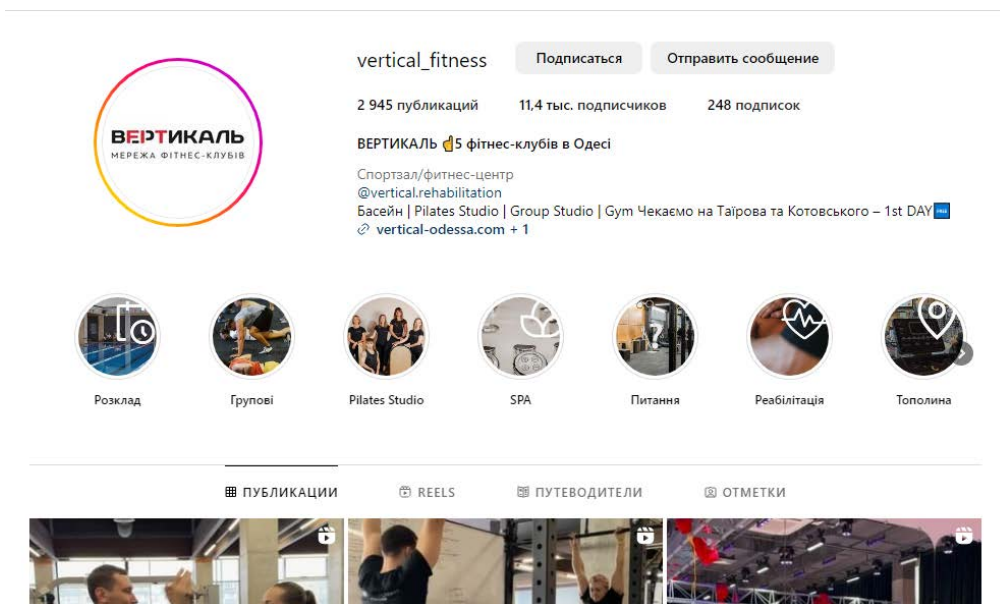 vertical_fitness
Подписаться
Отправить сообщение
2 945 публикаций
11,4 тыс. подписчиков
248 подписок
ВЕРТИКАЛЬ
МЕРЕЖА ФІТНЕС-КЛУБІВ
ВЕРТИКАЛЬ ☝5 фітнес-клубів в Одесі
Спортзал/фитнес-центр
@vertical.rehabilitation
Басейн | Pilates Studio | Group Studio | Gym Чекаємо на Таїрова та Котовського – 1st DAY
vertical-odessa.com + 1
Розклад
Групові
Pilates Studio
SPA
Питання
Реабілітація
Тополина
ПУБЛИКАЦИИ
REELS
ПУТЕВОДИТЕЛИ
ОТМЕТКИ